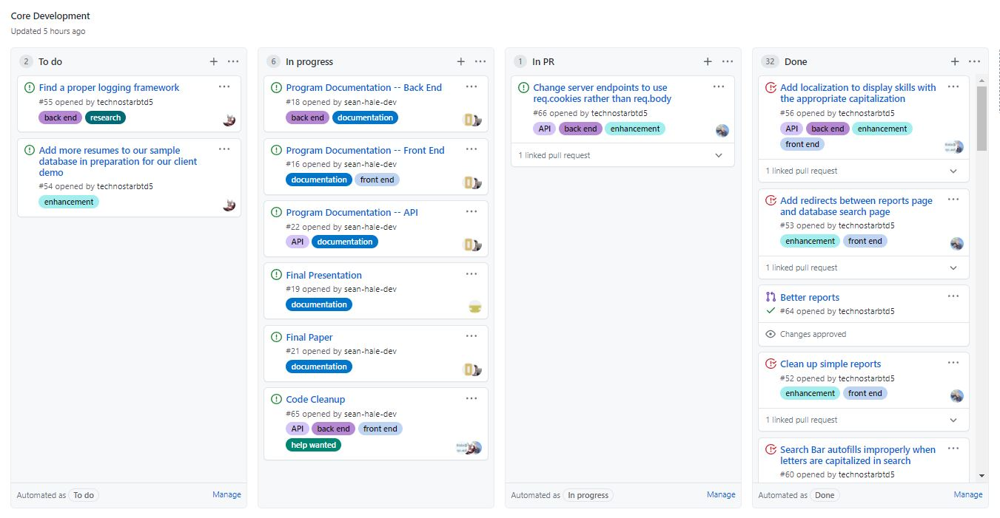 Core Development
Updated 5 hours ago
2 To do
Find a proper logging framework
#55 opened by technostarbtd5
back end research
Add more resumes to our sample
database in preparation for our client
demo
#54 opened by technostarbtd5
enhancement
Automated as To do Manage
6 In progress
Program Documentation -- Back End
#18 opened by sean-hale-dev
back end documentation
Program Documentation -- Front End
#16 opened by sean-hale-dev
documentation front end
Program Documentation -- API
#22 opened by sean-hale-dev
API documentation
Final Presentation
#19 opened by sean-hale-dev
documentation
Final Paper
#21 opened by sean-hale-dev
documentation
Code Cleanup
#65 opened by sean-hale-dev
API back end front end
help wanted
1 In PR
Change server endpoints to use
req.cookies rather than req.body
#66 opened by technostarbtd5
API back end enhancement
1 linked pull request
Automated as In progress Manage
32 Done
Add localization to display skills with
the appropriate capitalization
#56 opened by technostarbtd5
API back end enhancement
front end
1 linked pull request
Add redirects between reports page
and database search page
#53 opened by technostarbtd5
enhancement front end
1 linked pull request
Better reports
#64 opened by technostarbtd5
Changes approved
Clean up simple reports
#52 opened by technostarbtd5
enhancement front end
1 linked pull request
Search Bar autofills improperly when
letters are capitalized in search
#60 opened by technostarbtd5
Automated as Done Manage